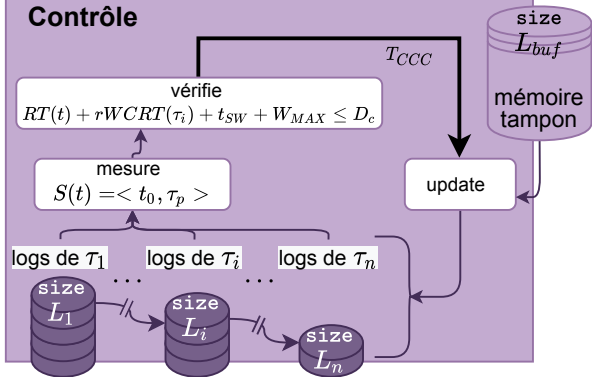 Contrôle
size
L_buf
mémoire
tampon
T_CCC
vérifie
RT(t) + rWCRT(τ_i) + t_SW + W_MAX ≤ D_c
mesure
S(t) =< t_0, τ_p >
update
logs de τ_1 ... logs de τ_i ... logs de τ_n
size
L_1
size
L_i
size
L_n